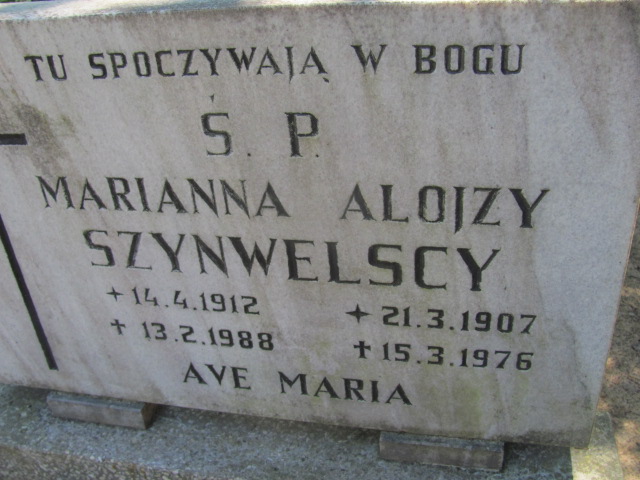 TU SPOCZYWAJĄ W BOGU
Ś. P.
MARIANNA ALOJZY
SZYNWELSCY
+ 14.4.1912 + 21.3.1907
† 13.2.1988 † 15.3.1976
AVE MARIA